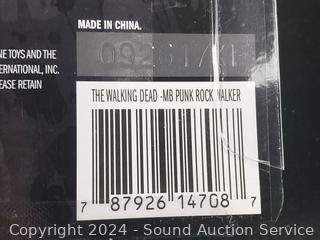 MADE IN CHINA.
NE TOYS AND THE
TERNATIONAL, INC.
EASE RETAIN
THE WALKING DEAD -MB PUNK ROCK WALKER
7 87926 14708 7
Copyright 2024 - Sound Auction Service